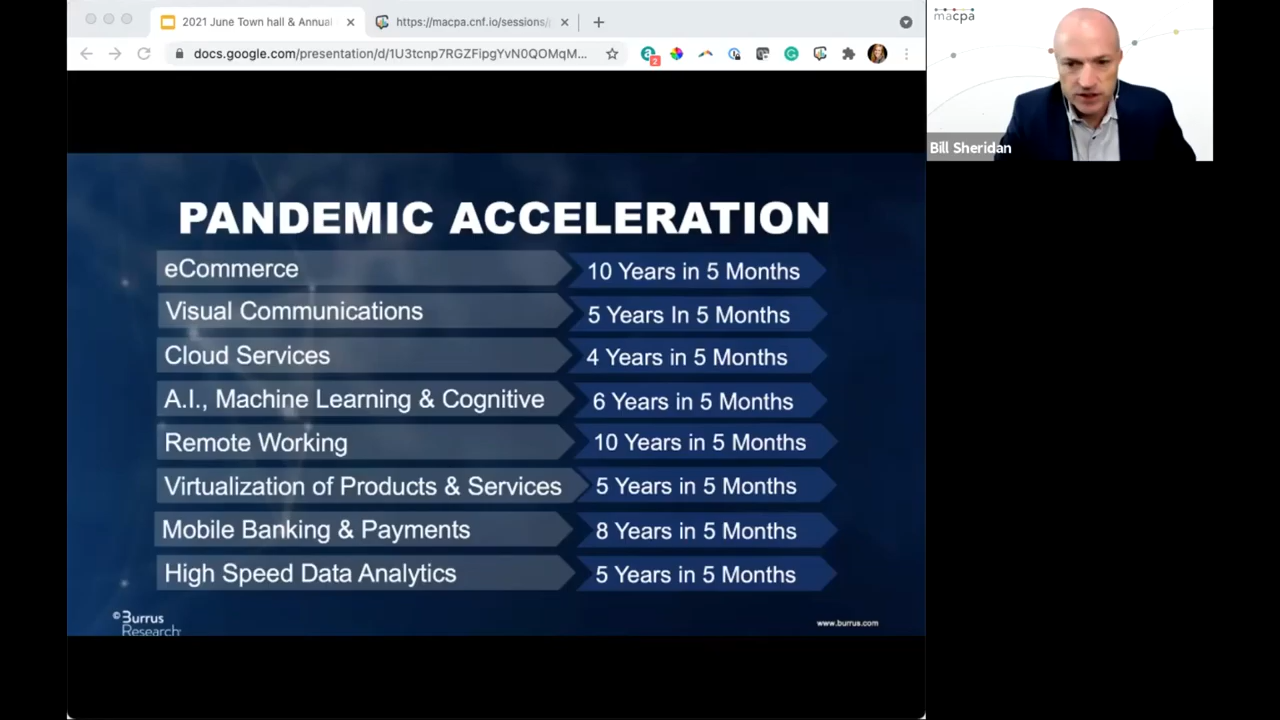 2021 June Town hall & Annual
https://macpa.cnf.io/sessions/
docs.google.com/presentation/d/1U3tcnp7RGZFipgYvN0QOMqM...
2
macpa
Bill Sheridan
PANDEMIC ACCELERATION
eCommerce 10 Years in 5 Months
Visual Communications 5 Years In 5 Months
Cloud Services 4 Years in 5 Months
A.I., Machine Learning & Cognitive 6 Years in 5 Months
Remote Working 10 Years in 5 Months
Virtualization of Products & Services 5 Years in 5 Months
Mobile Banking & Payments 8 Years in 5 Months
High Speed Data Analytics 5 Years in 5 Months
© Burrus
Research
www.burrus.com